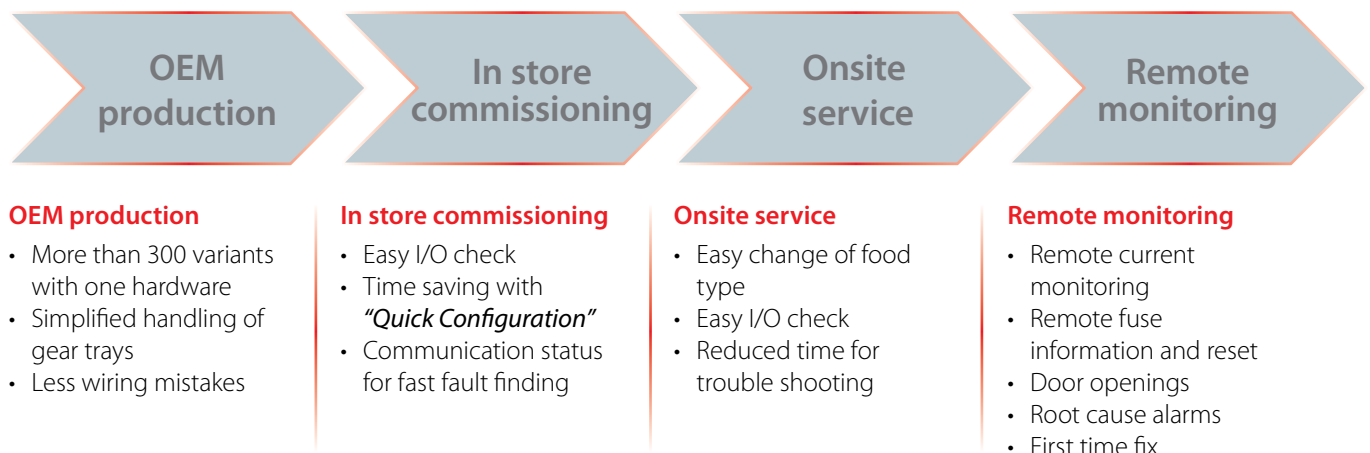 OEM
production
In store
commissioning
Onsite
service
Remote
monitoring
OEM production
• More than 300 variants
with one hardware
• Simplified handling of
gear trays
• Less wiring mistakes
In store commissioning
• Easy I/O check
• Time saving with
“Quick Configuration”
• Communication status
for fast fault finding
Onsite service
• Easy change of food
type
• Easy I/O check
• Reduced time for
trouble shooting
Remote monitoring
• Remote current
monitoring
• Remote fuse
information and reset
• Door openings
• Root cause alarms
• First time fix